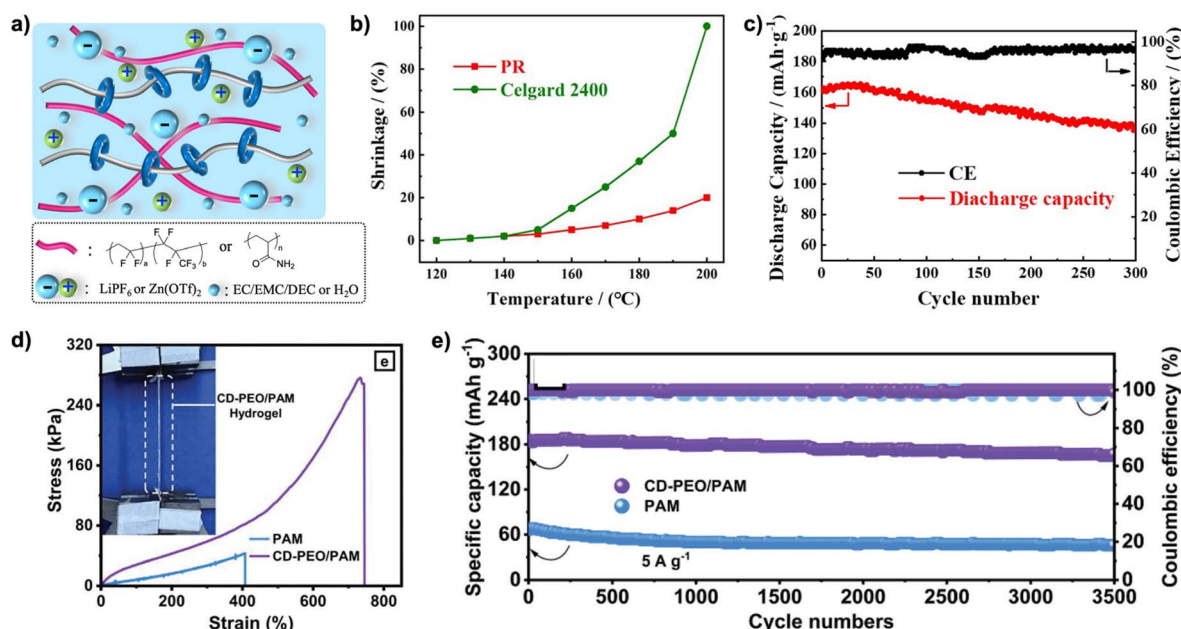 a)
: F F F F F a F CF3 b or n O NH2
: LiPF6 or Zn(OTf)2 : EC/EMC/DEC or H2O
b)
100
80
60
40
20
0
Shrinkage / (%)
PR
Celgard 2400
120 140 160 180 200
Temperature / (°C)
c)
200
180
160
140
120
100
80
60
Discharge Capacity / (mAh·g-1)
CE
Diacharge capacity
100
80
60
40
20
0
Coulombic Efficiency / (%)
0 50 100 150 200 250 300
Cycle number
d)
320
240
160
80
0
Stress (kPa)
e
CD-PEO/PAM
Hydrogel
PAM
CD-PEO/PAM
0 200 400 600 800
Strain (%)
e)
300
240
180
120
60
0
Specific capacity (mAh g-1)
CD-PEO/PAM
PAM
5 A g-1
100
80
60
40
20
0
Coulombic efficiency (%)
0 500 1000 1500 2000 2500 3000 3500
Cycle numbers